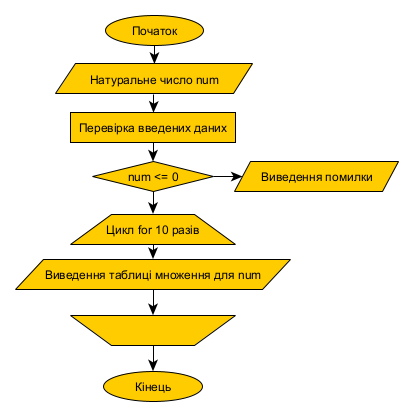 Початок
Натуральне число num
Перевірка введених даних
num <= 0
Виведення помилки
Цикл for 10 разів
Виведення таблиці множення для num
Кінець